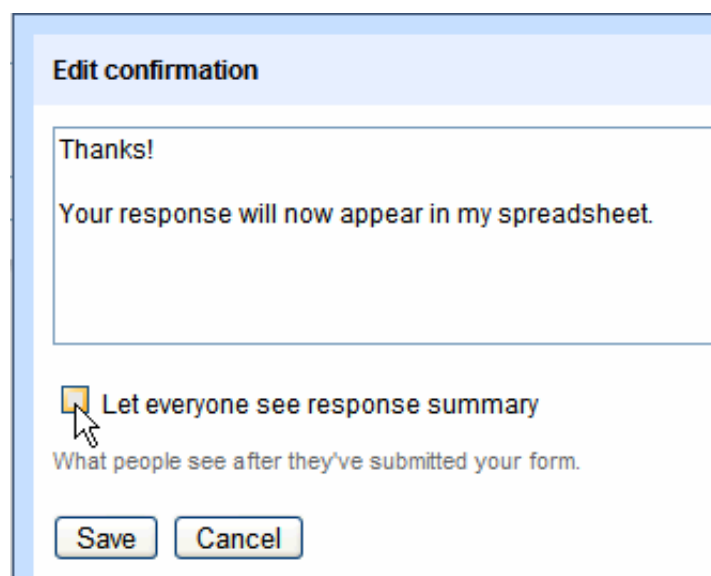 Edit confirmation
Thanks!
Your response will now appear in my spreadsheet.
Let everyone see response summary
What people see after they've submitted your form.
Save Cancel